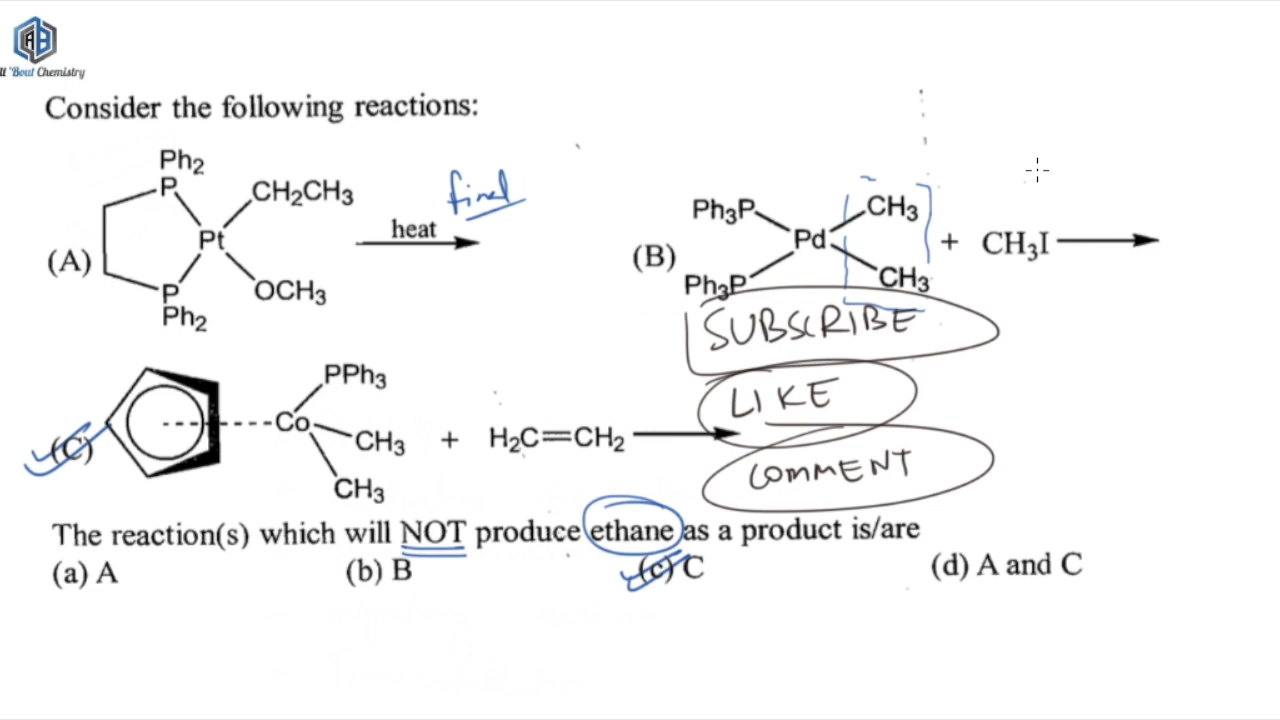 ll 'Bout Chemistry
Consider the following reactions:
(A)
Ph2
P
Pt
CH2CH3
OCH3
P
Ph2
heat
final
(B)
Ph3P
Ph3P
Pd
CH3
CH3
+ CH3I
SUBSCRIBE
LIKE
COMMENT
(C)
PPh3
Co
CH3
CH3
+ H2C=CH2
The reaction(s) which will NOT produce ethane as a product is/are
(a) A (b) B (c) C (d) A and C